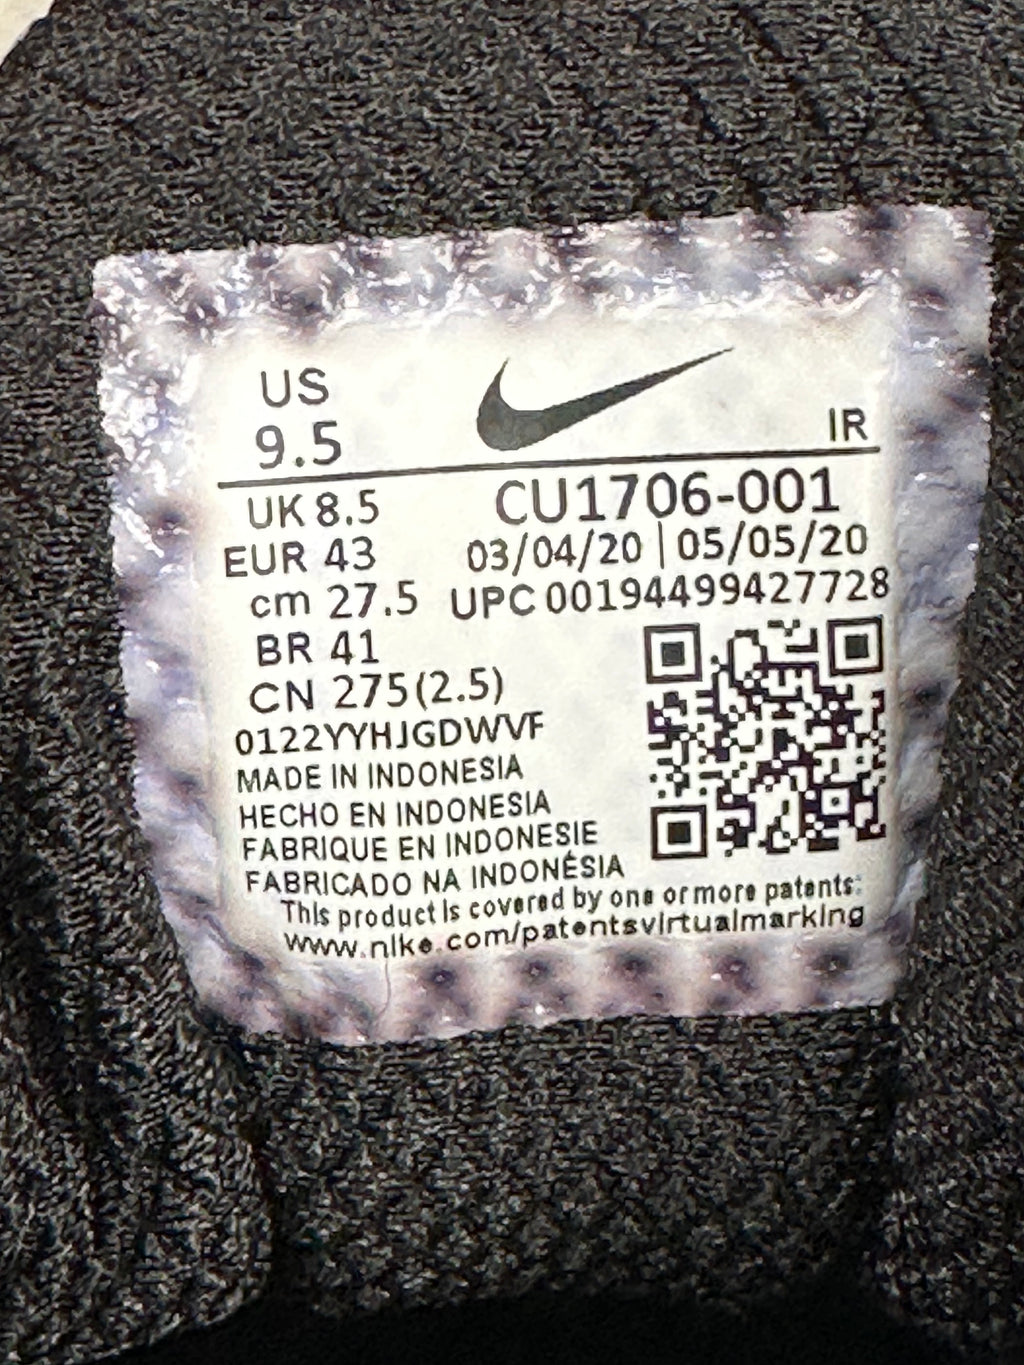 US
9.5
IR
UK 8.5
CU1706-001
EUR 43
03/04/20 | 05/05/20
cm 27.5
UPC 00194499427728
BR 41
CN 275(2.5)
0122YYHJGDWVF
MADE IN INDONESIA
HECHO EN INDONESIA
FABRIQUE EN INDONESIE
FABRICADO NA INDONÉSIA
This product is covered by one or more patents:
www.nike.com/patentsvirtualmarking